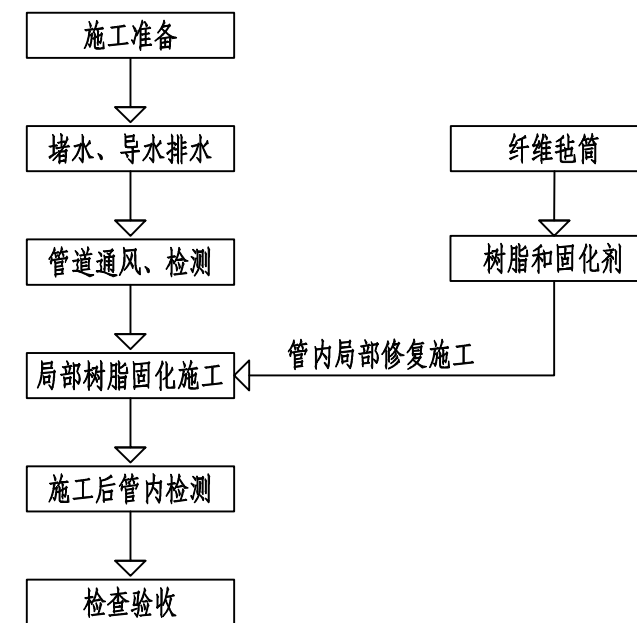 施工准备
堵水、导水排水
纤维毡筒
管道通风、检测
树脂和固化剂
管内局部修复施工
局部树脂固化施工
施工后管内检测
检查验收